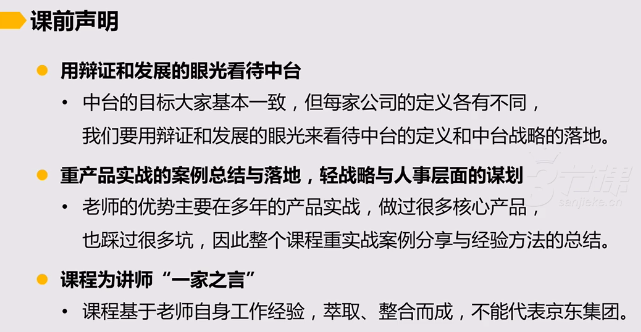 课前声明
用辩证和发展的眼光看待中台
• 中台的目标大家基本一致，但每家公司的定义各有不同，
我们要用辩证和发展的眼光来看待中台的定义和中台战略的落地。
重产品实战的案例总结与落地，轻战略与人事层面的谋划
• 老师的优势主要在多年的产品实战，做过很多核心产品，
也踩过很多坑，因此整个课程重实战案例分享与经验方法的总结。
课程为讲师“一家之言”
• 课程基于老师自身工作经验，萃取、整合而成，不能代表京东集团。
3节课
sanjieke.cn